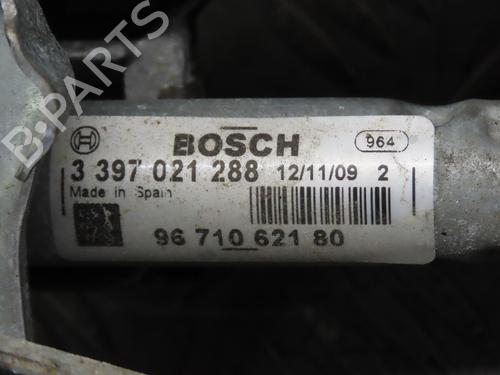 B-PARTS
BOSCH
964
3 397 021 288 12/11/09 2
Made in Spain
96 710 621 80